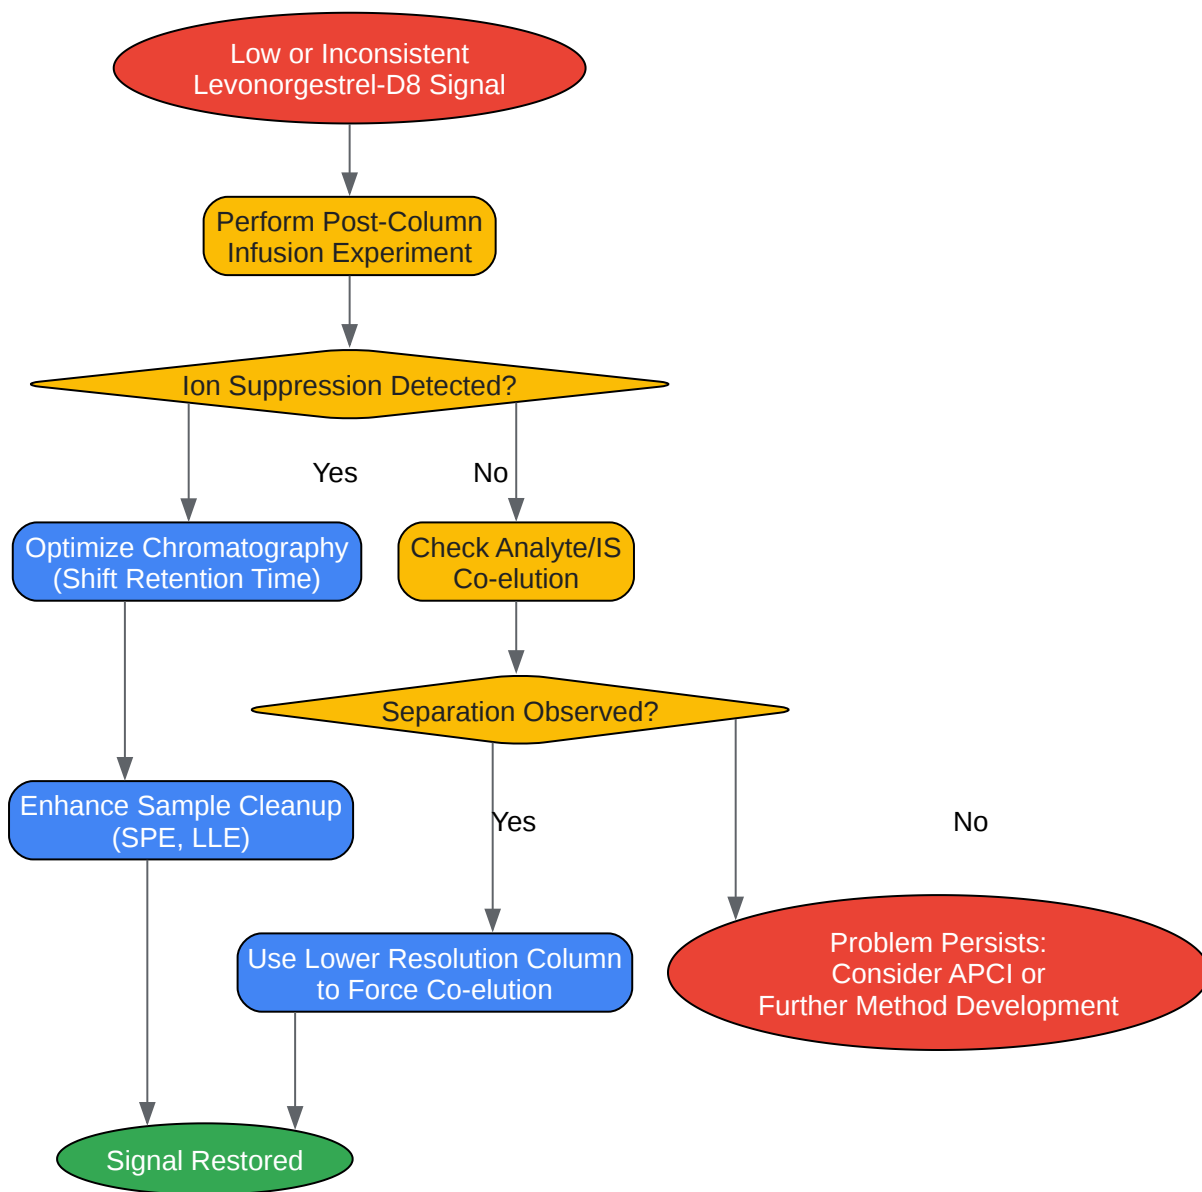 Low or Inconsistent
Levonorgestrel-D8 Signal
Perform Post-Column
Infusion Experiment
Ion Suppression Detected?
Yes
No
Optimize Chromatography
(Shift Retention Time)
Check Analyte/IS
Co-elution
Separation Observed?
Enhance Sample Cleanup
(SPE, LLE)
Yes
No
Use Lower Resolution Column
to Force Co-elution
Problem Persists:
Consider APCI or
Further Method Development
Signal Restored